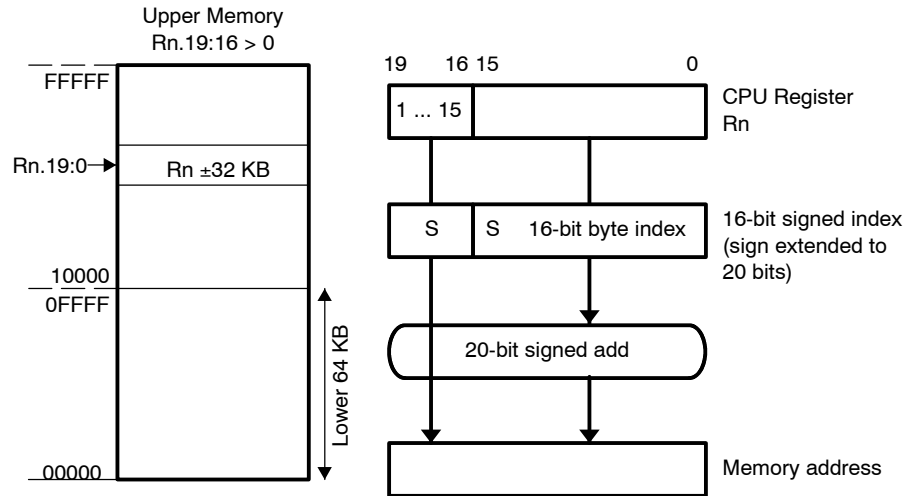 Upper Memory
Rn.19:16 > 0
FFFFF
Rn.19:0
Rn ±32 KB
10000
0FFFF
Lower 64 KB
00000
19 16 15 0
1 ... 15
CPU Register
Rn
S S 16-bit byte index
16-bit signed index
(sign extended to
20 bits)
20-bit signed add
Memory address